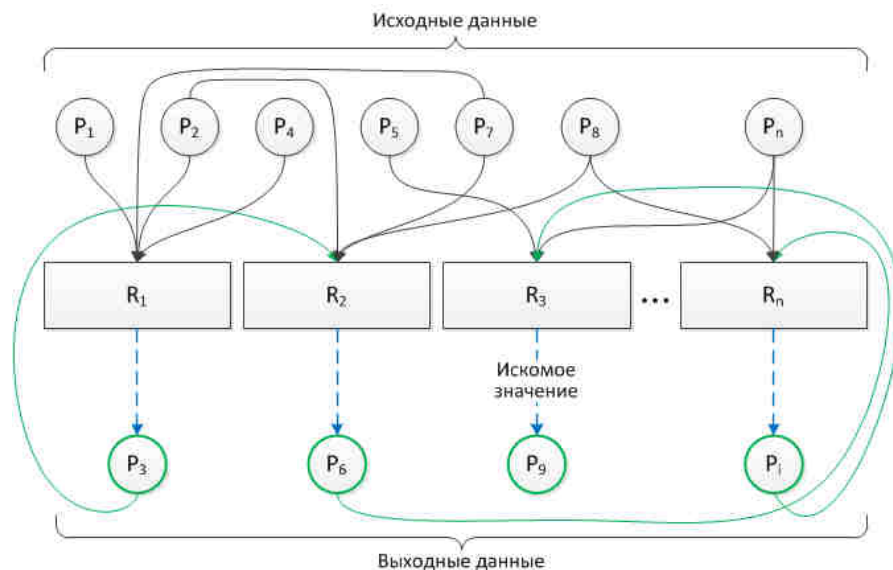 Исходные данные
P1 P2 P4 P5 P7 P8 Pn
R1 R2 R3 ... Rn
Искомое
значение
P3 P6 P9 Pi
Выходные данные